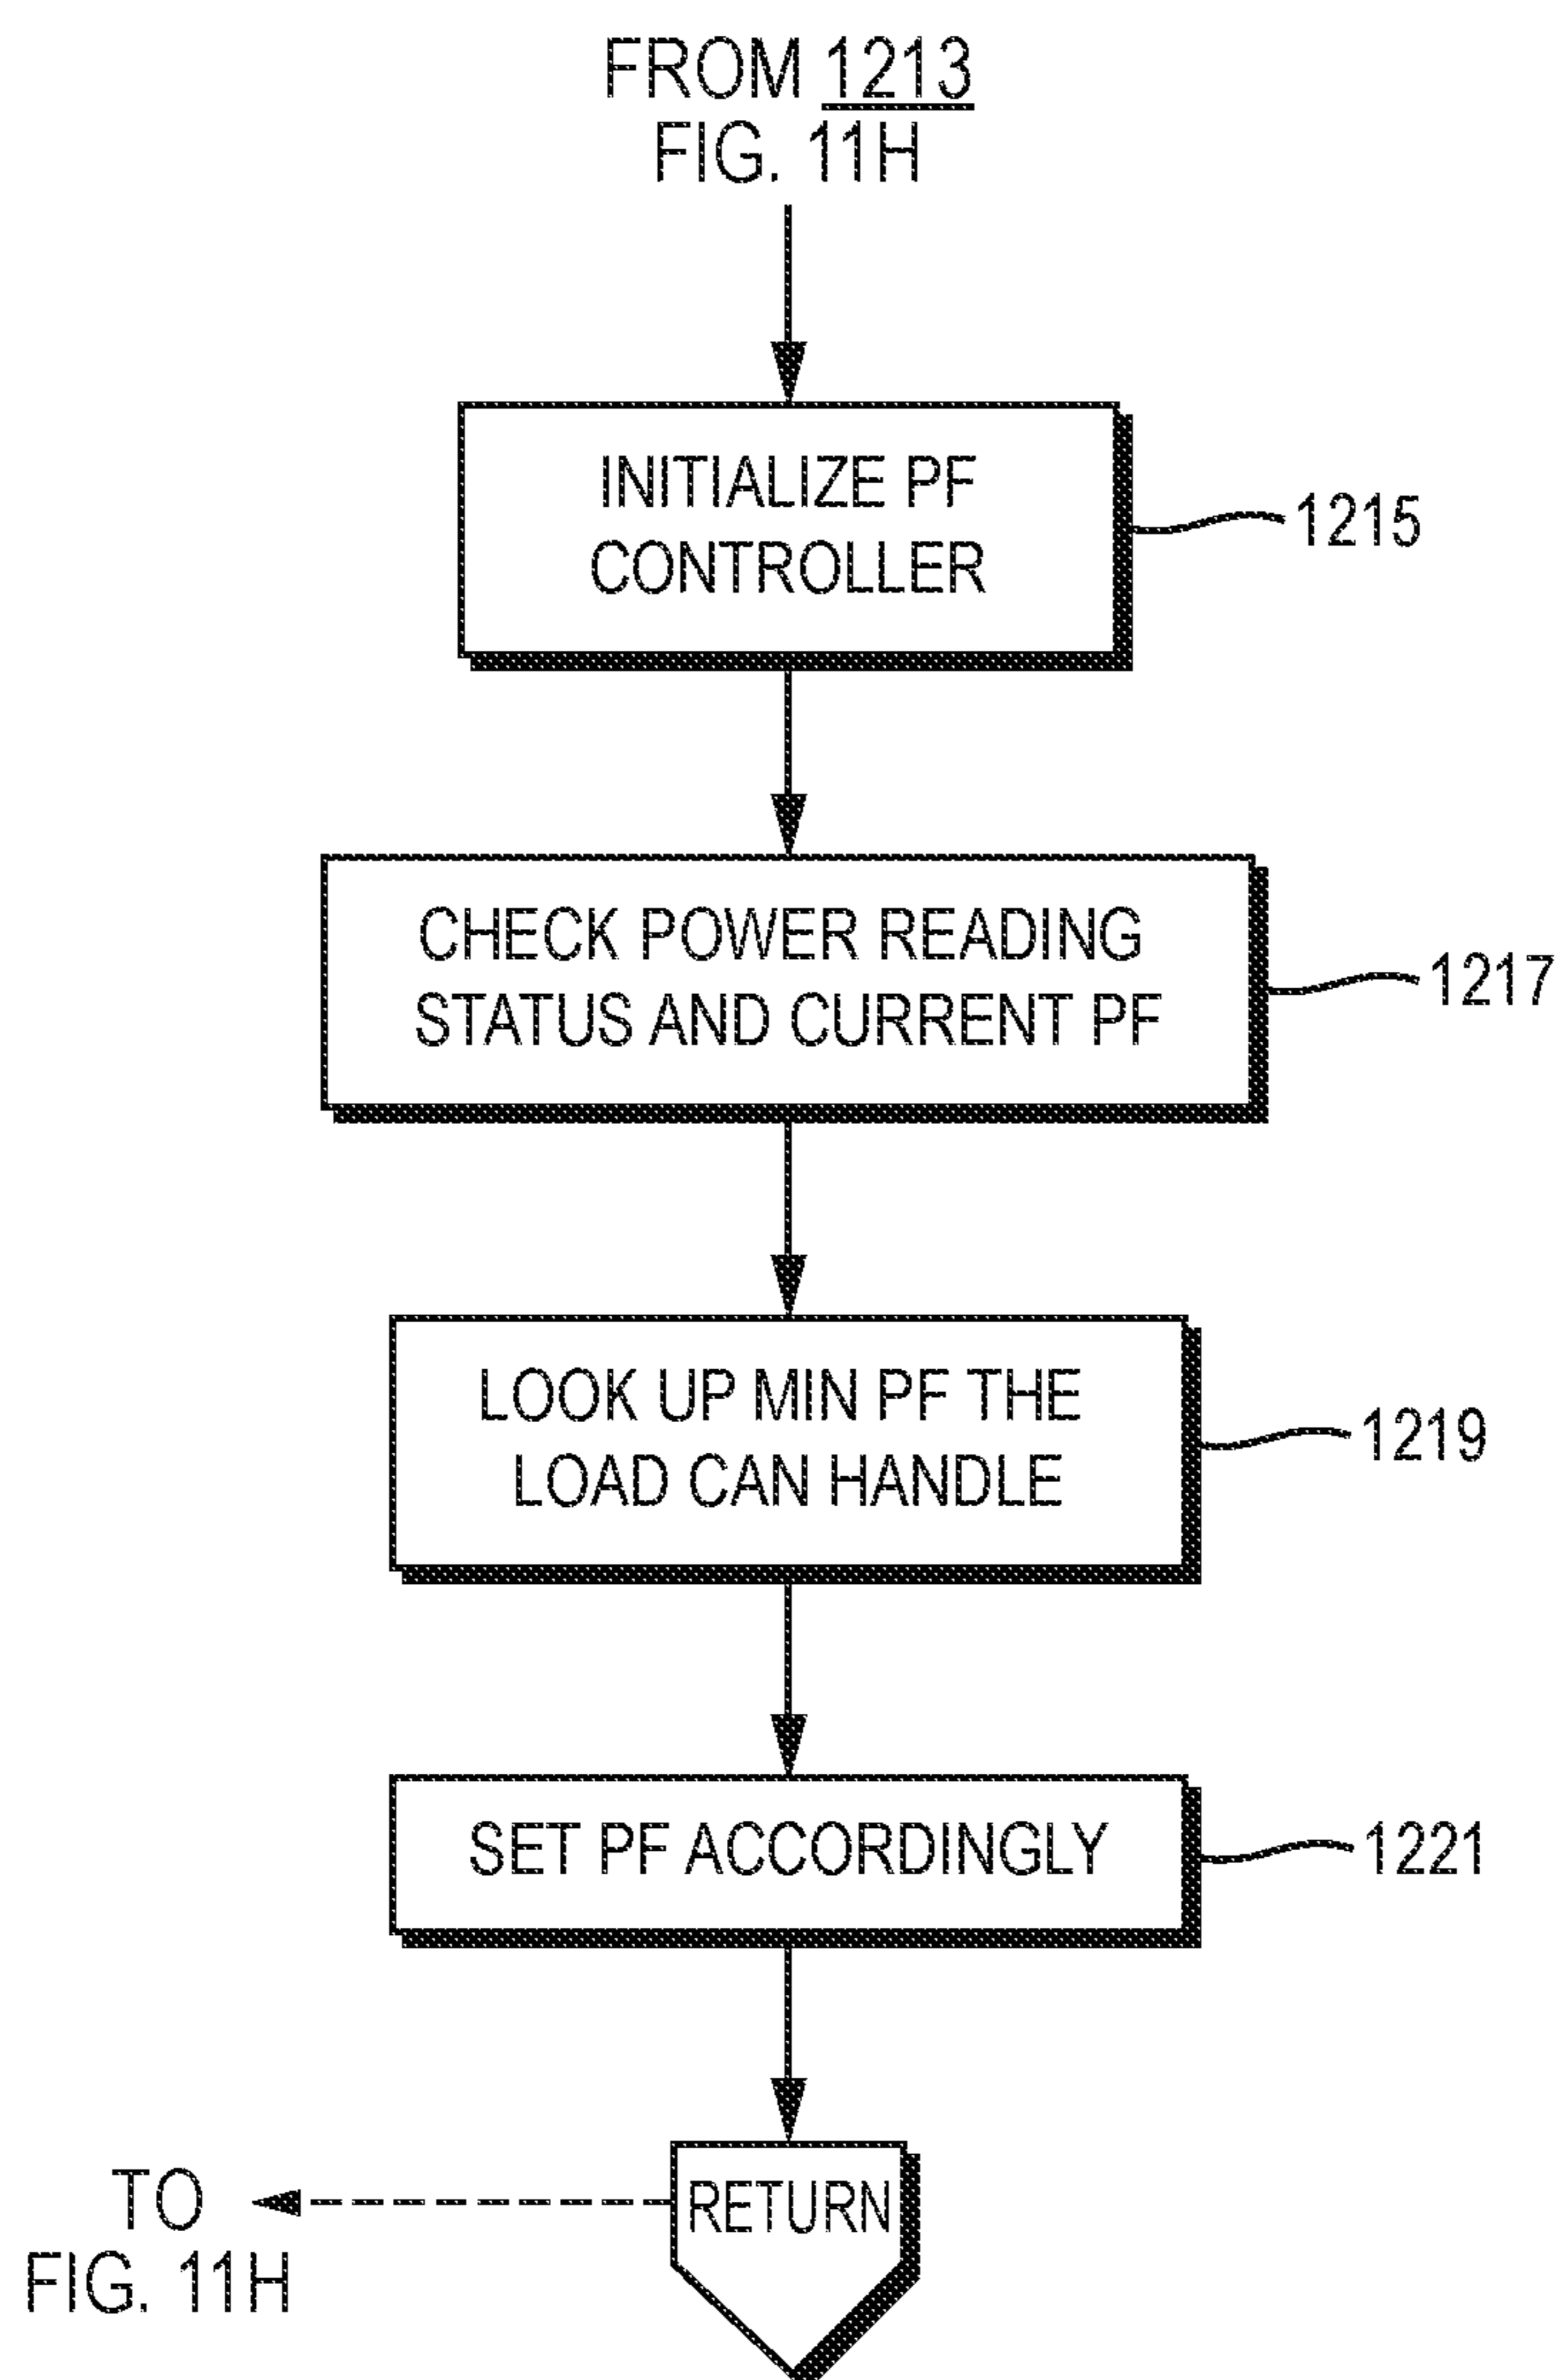 FROM 1213
FIG. 11H
INITIALIZE PF
CONTROLLER
1215
CHECK POWER READING
STATUS AND CURRENT PF
1217
LOOK UP MIN PF THE
LOAD CAN HANDLE
1219
SET PF ACCORDINGLY
1221
RETURN
TO
FIG. 11H